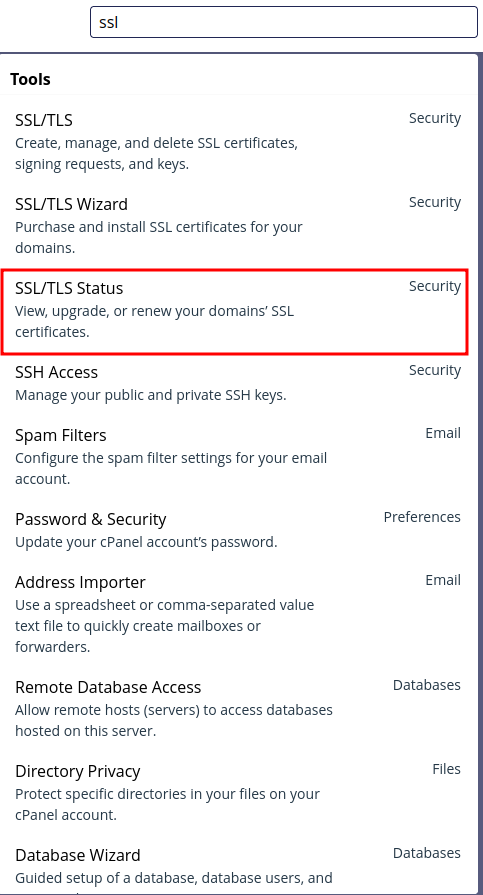 ssl
Tools
SSL/TLS Security
Create, manage, and delete SSL certificates,
signing requests, and keys.
SSL/TLS Wizard Security
Purchase and install SSL certificates for your
domains.
SSL/TLS Status Security
View, upgrade, or renew your domains’ SSL
certificates.
SSH Access Security
Manage your public and private SSH keys.
Spam Filters Email
Configure the spam filter settings for your email
account.
Password & Security Preferences
Update your cPanel account’s password.
Address Importer Email
Use a spreadsheet or comma-separated value
text file to quickly create mailboxes or
forwarders.
Remote Database Access Databases
Allow remote hosts (servers) to access databases
hosted on this server.
Directory Privacy Files
Protect specific directories in your files on your
cPanel account.
Database Wizard Databases
Guided setup of a database, database users, and